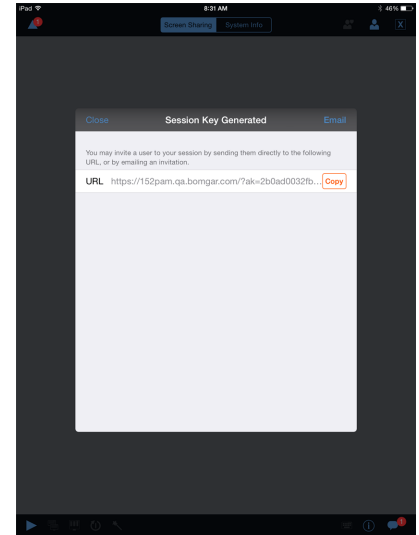 iPad 8:31 AM 46%
1 Screen Sharing System Info X
Close Session Key Generated Email
You may invite a user to your session by sending them directly to the following
URL, or by emailing an invitation.
URL https://152pam.qa.bomgar.com/?ak=2b0ad0032fb... Copy
1